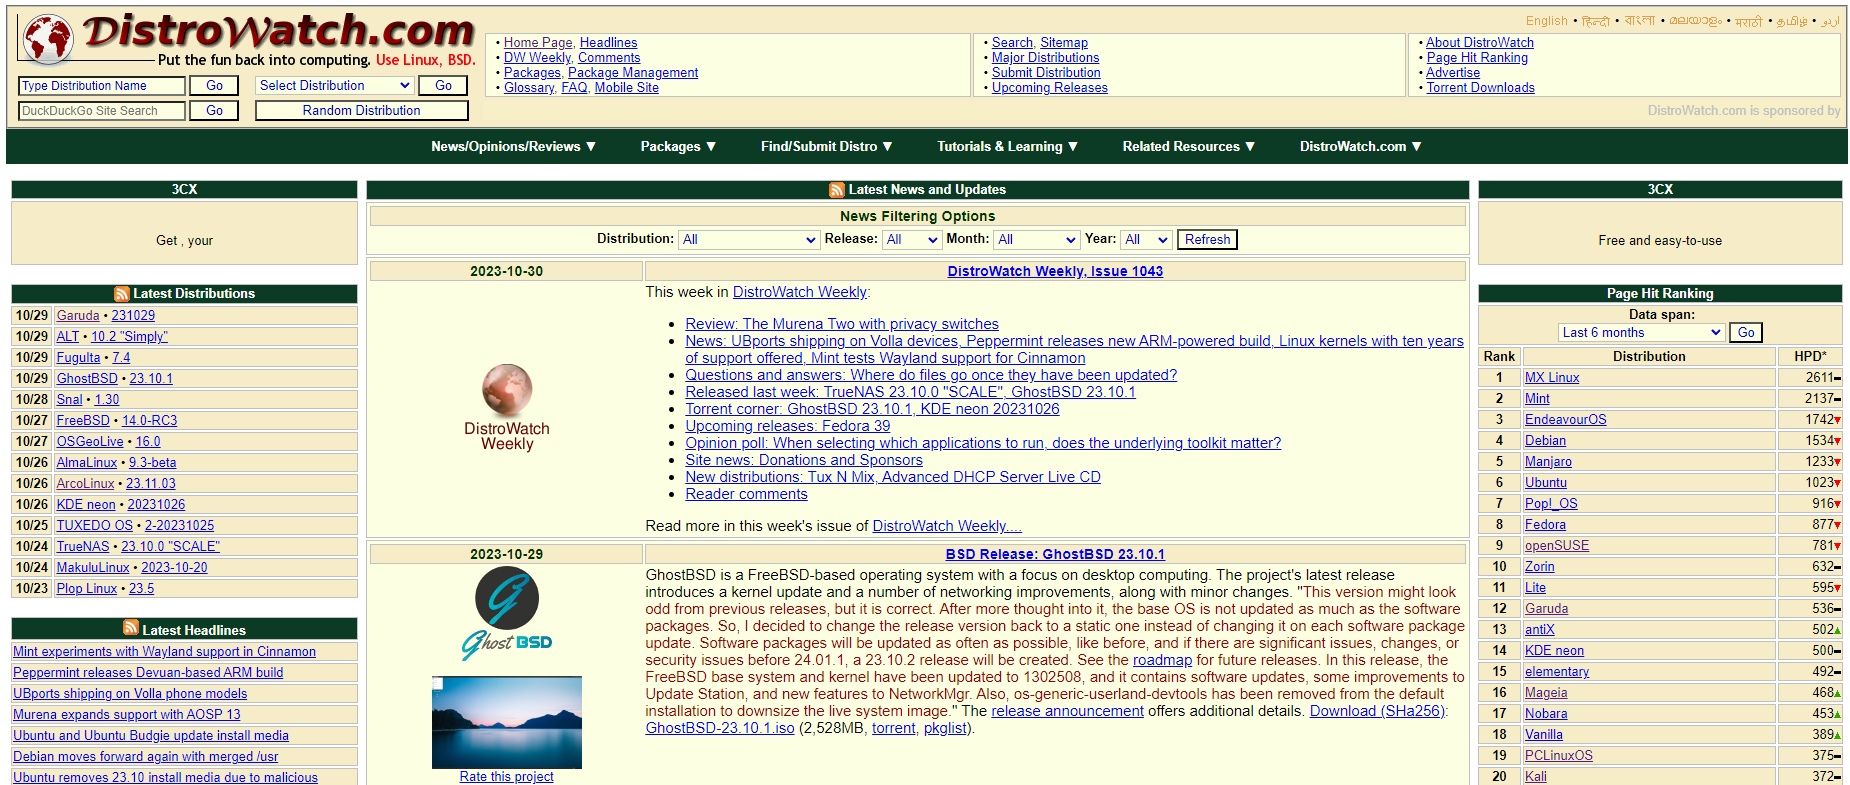 DistroWatch.com
Put the fun back into computing. Use Linux, BSD.
Type Distribution Name Go Select Distribution Go
DuckDuckGo Site Search Go Random Distribution
English • हिन्दी • বাংলা • മലയാളം • मराठी • தமிழ் • اردو
• Home Page, Headlines
• DW Weekly, Comments
• Packages, Package Management
• Glossary, FAQ, Mobile Site
• Search, Sitemap
• Major Distributions
• Submit Distribution
• Upcoming Releases
• About DistroWatch
• Page Hit Ranking
• Advertise
• Torrent Downloads
DistroWatch.com is sponsored by
News/Opinions/Reviews ▼ Packages ▼ Find/Submit Distro ▼ Tutorials & Learning ▼ Related Resources ▼ DistroWatch.com ▼
3CX
Get , your
Latest Distributions
10/29 Garuda • 231029
10/29 ALT • 10.2 "Simply"
10/29 FuguIta • 7.4
10/29 GhostBSD • 23.10.1
10/28 Snal • 1.30
10/27 FreeBSD • 14.0-RC3
10/27 OSGeoLive • 16.0
10/26 AlmaLinux • 9.3-beta
10/26 ArcoLinux • 23.11.03
10/26 KDE neon • 20231026
10/25 TUXEDO OS • 2-20231025
10/24 TrueNAS • 23.10.0 "SCALE"
10/24 MakuluLinux • 2023-10-20
10/23 Plop Linux • 23.5
Latest Headlines
Mint experiments with Wayland support in Cinnamon
Peppermint releases Devuan-based ARM build
UBports shipping on Volla phone models
Murena expands support with AOSP 13
Ubuntu and Ubuntu Budgie update install media
Debian moves forward again with merged /usr
Ubuntu removes 23.10 install media due to malicious
Latest News and Updates
News Filtering Options
Distribution: All Release: All Month: All Year: All Refresh
2023-10-30 DistroWatch Weekly, Issue 1043
DistroWatch
Weekly
This week in DistroWatch Weekly:
• Review: The Murena Two with privacy switches
• News: UBports shipping on Volla devices, Peppermint releases new ARM-powered build, Linux kernels with ten years
of support offered, Mint tests Wayland support for Cinnamon
• Questions and answers: Where do files go once they have been updated?
• Released last week: TrueNAS 23.10.0 "SCALE", GhostBSD 23.10.1
• Torrent corner: GhostBSD 23.10.1, KDE neon 20231026
• Upcoming releases: Fedora 39
• Opinion poll: When selecting which applications to run, does the underlying toolkit matter?
• Site news: Donations and Sponsors
• New distributions: Tux N Mix, Advanced DHCP Server Live CD
• Reader comments
Read more in this week's issue of DistroWatch Weekly....
2023-10-29 BSD Release: GhostBSD 23.10.1
Ghost BSD
Rate this project
GhostBSD is a FreeBSD-based operating system with a focus on desktop computing. The project's latest release
introduces a kernel update and a number of networking improvements, along with minor changes. "This version might look
odd from previous releases, but it is correct. After more thought into it, the base OS is not updated as much as the software
packages. So, I decided to change the release version back to a static one instead of changing it on each software package
update. Software packages will be updated as often as possible, like before, and if there are significant issues, changes, or
security issues before 24.01.1, a 23.10.2 release will be created. See the roadmap for future releases. In this release, the
FreeBSD base system and kernel have been updated to 1302508, and it contains software updates, some improvements to
Update Station, and new features to NetworkMgr. Also, os-generic-userland-devtools has been removed from the default
installation to downsize the live system image." The release announcement offers additional details. Download (SHa256):
GhostBSD-23.10.1.iso (2,528MB, torrent, pkglist).
3CX
Free and easy-to-use
Page Hit Ranking
Data span:
Last 6 months Go
Rank Distribution HPD*
1 MX Linux 2611
2 Mint 2137
3 EndeavourOS 1742
4 Debian 1534
5 Manjaro 1233
6 Ubuntu 1023
7 Pop!_OS 916
8 Fedora 877
9 openSUSE 781
10 Zorin 632
11 Lite 595
12 Garuda 536
13 antiX 502
14 KDE neon 500
15 elementary 492
16 Mageia 468
17 Nobara 453
18 Vanilla 389
19 PCLinuxOS 375
20 Kali 372